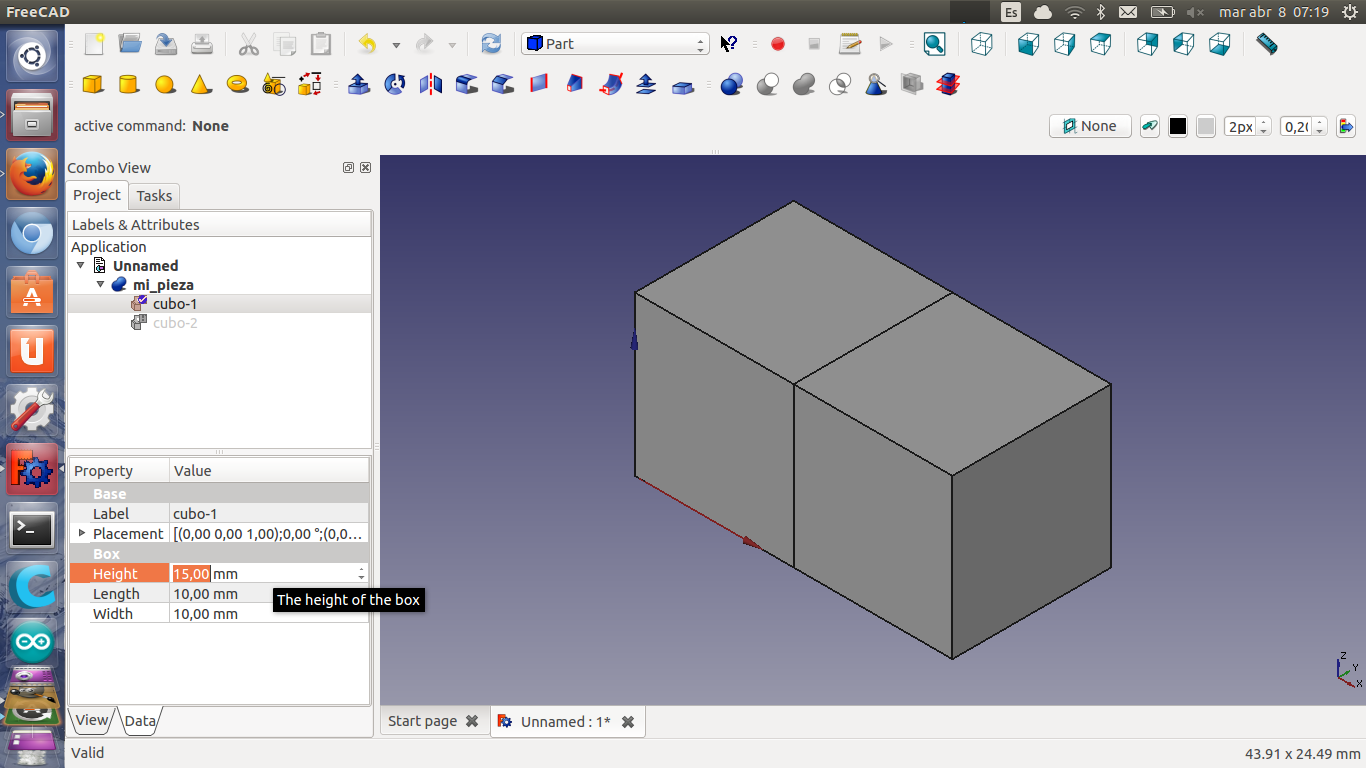 FreeCAD
Es
mar abr 8 07:19
Part
active command: None
None
2px
0,20
Combo View
Project
Tasks
Labels & Attributes
Application
Unnamed
mi_pieza
cubo-1
cubo-2
Property
Value
Base
Label
cubo-1
Placement
[(0,00 0,00 1,00);0,00 °;(0,0…
Box
Height
15,00 mm
Length
10,00 mm
Width
10,00 mm
The height of the box
Z
Y
X
View
Data
Start page
Unnamed : 1*
Valid
43.91 x 24.49 mm